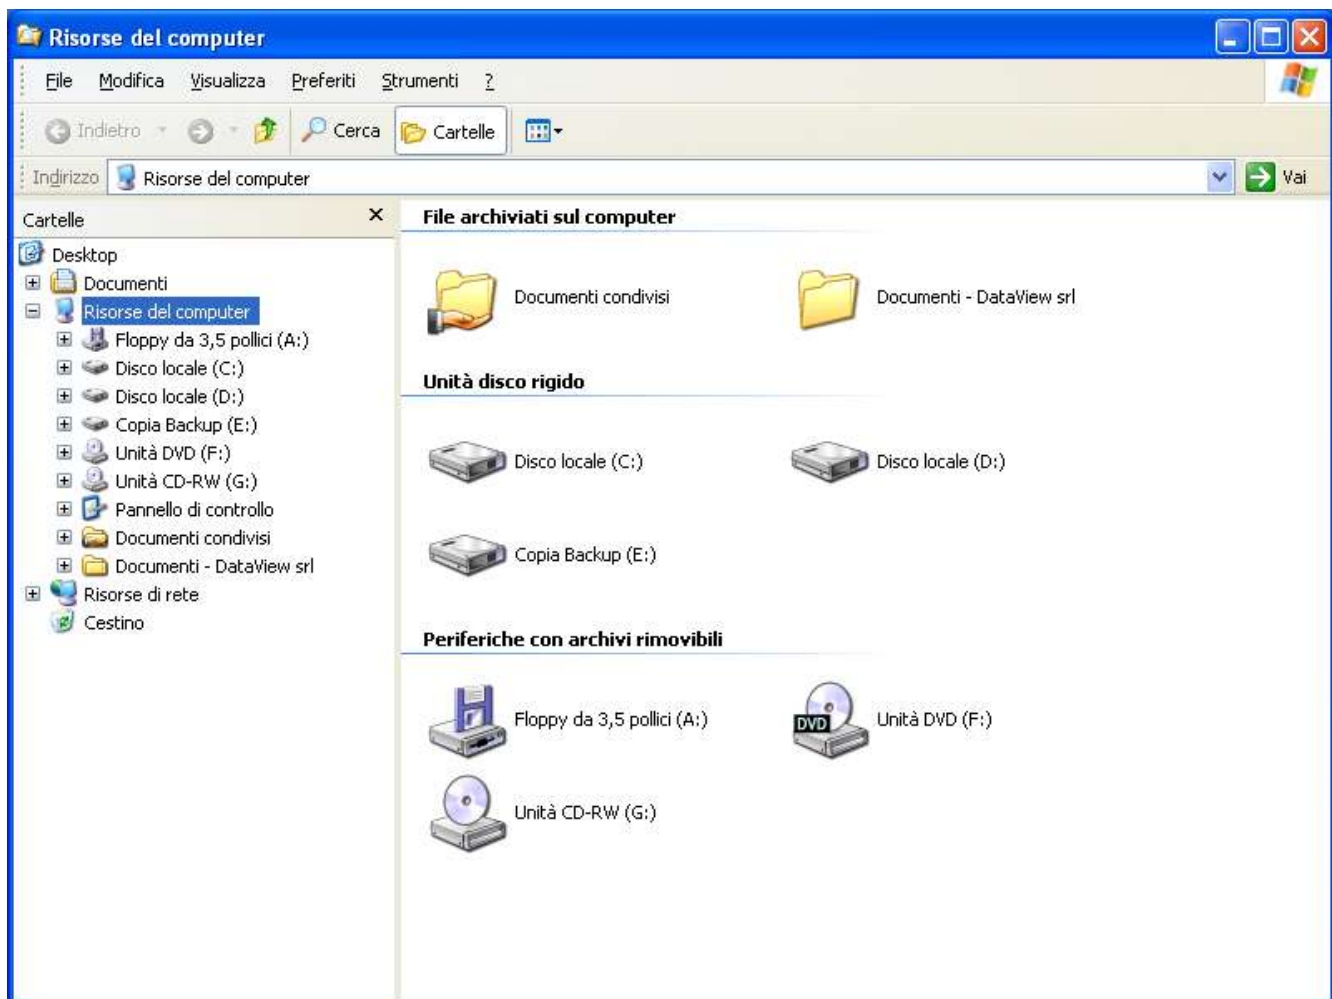 Risorse del computer
File Modifica Visualizza Preferiti Strumenti ?
Indietro Cerca Cartelle
Indirizzo Risorse del computer Vai
Cartelle
Desktop
Documenti
Risorse del computer
Floppy da 3,5 pollici (A:)
Disco locale (C:)
Disco locale (D:)
Copia Backup (E:)
Unità DVD (F:)
Unità CD-RW (G:)
Pannello di controllo
Documenti condivisi
Documenti - DataView srl
Risorse di rete
Cestino
File archiviati sul computer
Documenti condivisi Documenti - DataView srl
Unità disco rigido
Disco locale (C:) Disco locale (D:)
Copia Backup (E:)
Periferiche con archivi rimovibili
Floppy da 3,5 pollici (A:) DVD Unità DVD (F:)
Unità CD-RW (G:)